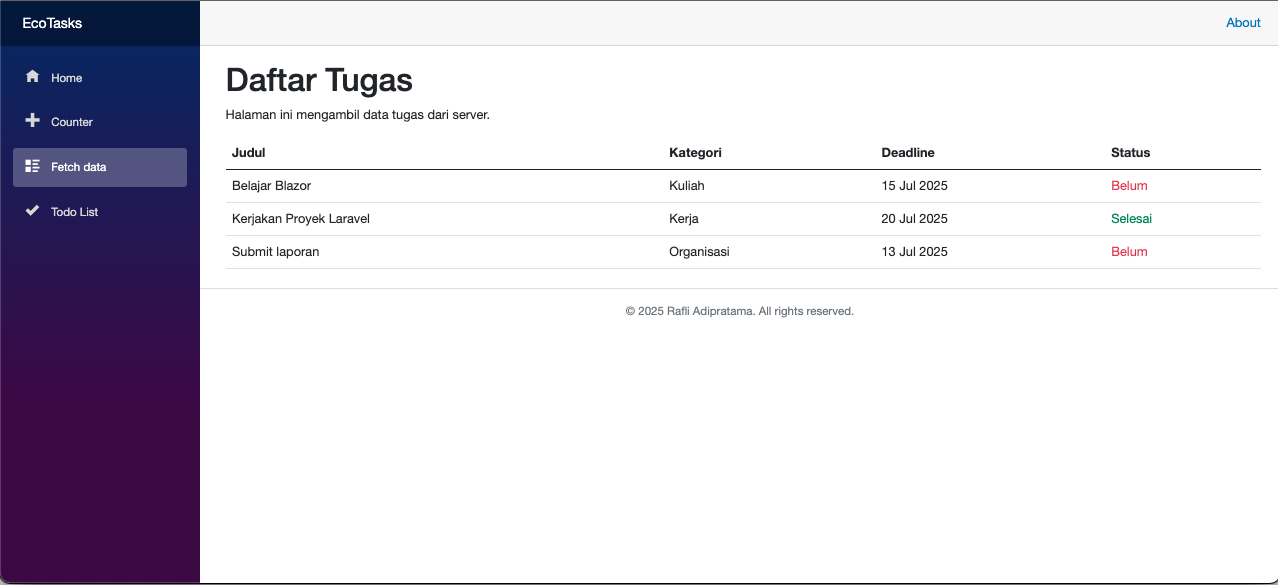 EcoTasks
About
Home
Counter
Fetch data
Todo List
Daftar Tugas
Halaman ini mengambil data tugas dari server.
Judul Kategori Deadline Status
Belajar Blazor Kuliah 15 Jul 2025 Belum
Kerjakan Proyek Laravel Kerja 20 Jul 2025 Selesai
Submit laporan Organisasi 13 Jul 2025 Belum
© 2025 Rafli Adipratama. All rights reserved.